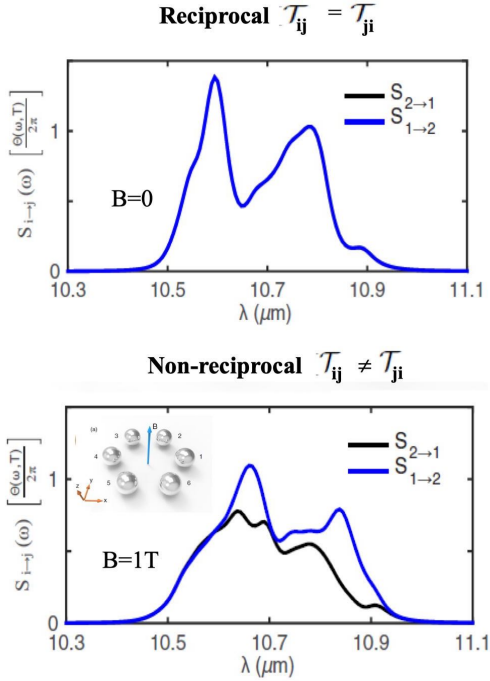 Reciprocal 𝒯ij = 𝒯ji
S i→j (ω) [Θ(ω,T)/2π]
1
0
B=0
S2→1
S1→2
10.3 10.5 10.7 10.9 11.1
λ (μm)
Non-reciprocal 𝒯ij ≠ 𝒯ji
S i→j (ω) [Θ(ω,T)/2π]
1
0
(a)
B
3 2
4 1
5 6
z y x
B=1T
S2→1
S1→2
10.3 10.5 10.7 10.9 11.1
λ (μm)